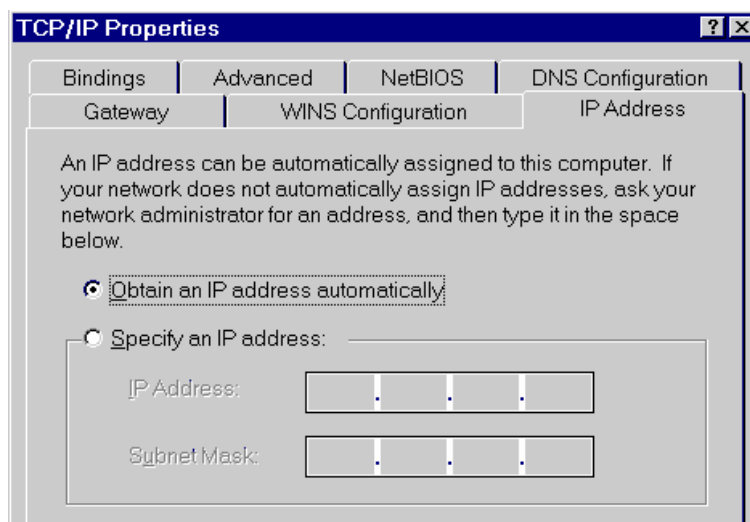 TCP/IP Properties
Bindings Advanced NetBIOS DNS Configuration
Gateway WINS Configuration IP Address
An IP address can be automatically assigned to this computer. If
your network does not automatically assign IP addresses, ask your
network administrator for an address, and then type it in the space
below.
Obtain an IP address automatically
Specify an IP address:
IP Address:
Subnet Mask: